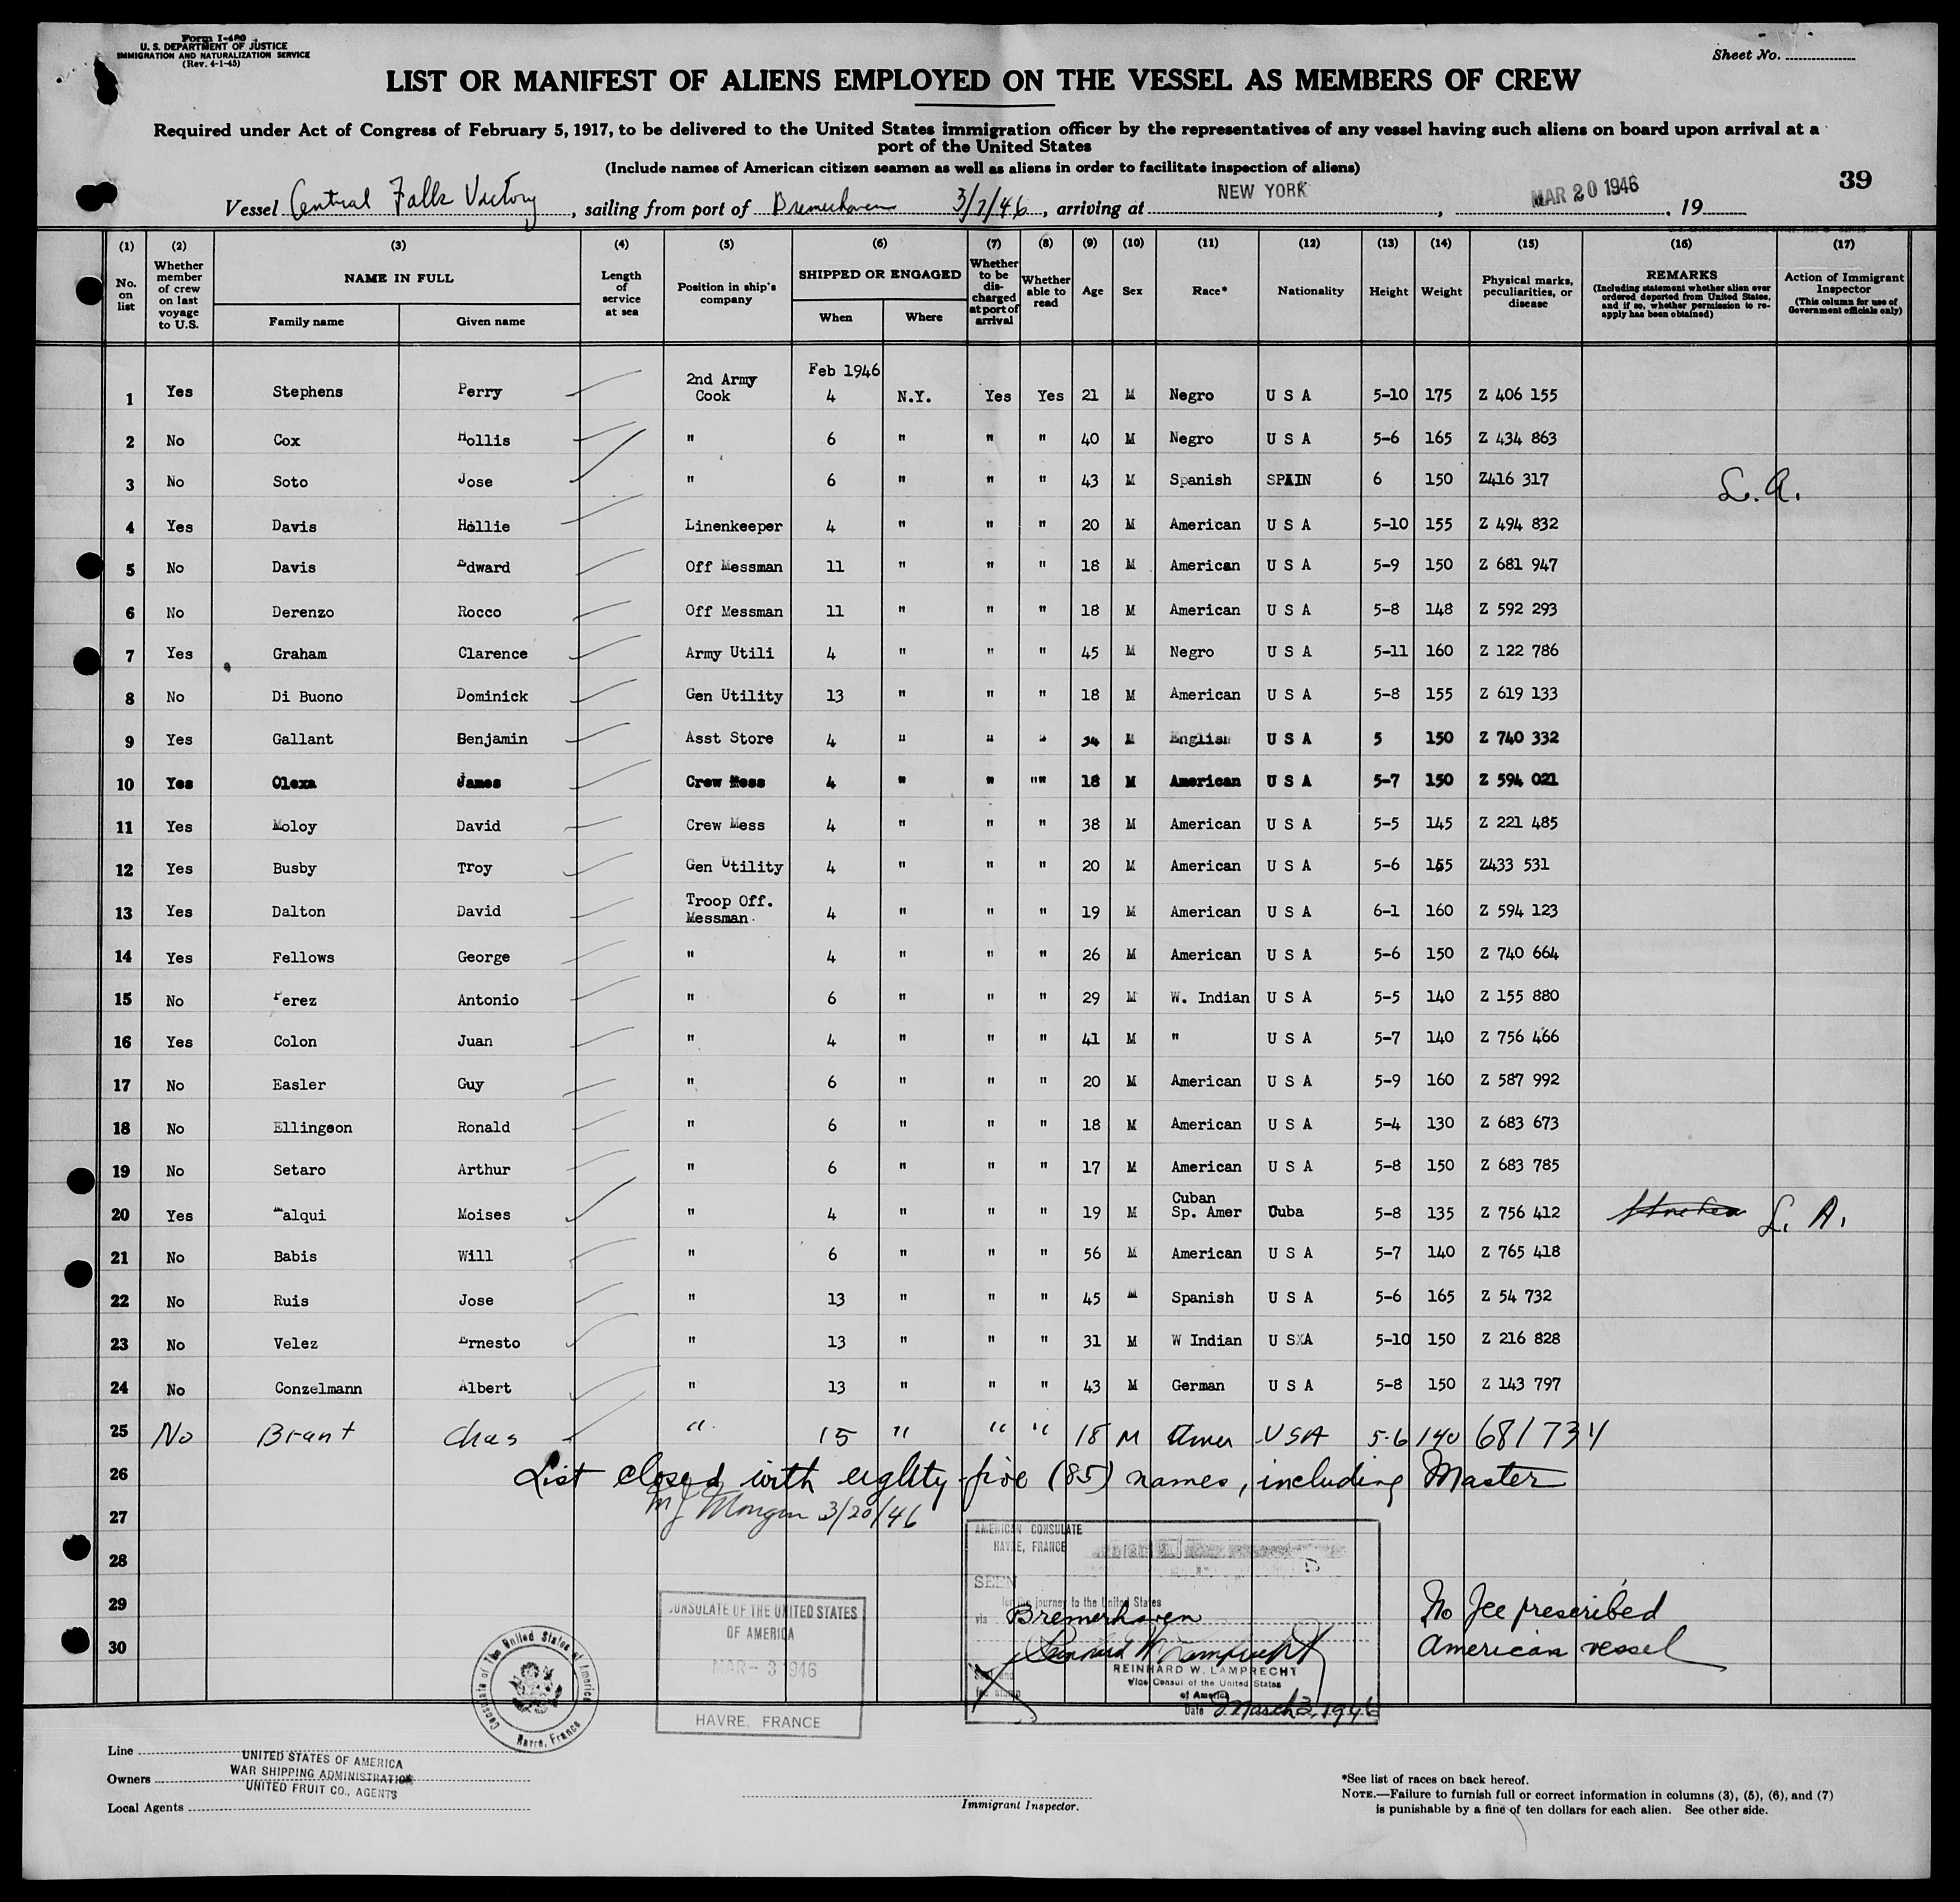 Form I-480
U. S. DEPARTMENT OF JUSTICE
IMMIGRATION AND NATURALIZATION SERVICE
(Rev. 4-1-45)
Sheet No.
LIST OR MANIFEST OF ALIENS EMPLOYED ON THE VESSEL AS MEMBERS OF CREW
Required under Act of Congress of February 5, 1917, to be delivered to the United States immigration officer by the representatives of any vessel having such aliens on board upon arrival at a
port of the United States
(Include names of American citizen seamen as well as aliens in order to facilitate inspection of aliens)
39
Vessel Central Falls Victory, sailing from port of Bremerhaven 3/7/46, arriving at NEW YORK, MAR 20 1946, 19
(1) (2) (3) (4) (5) (6) (7) (8) (9) (10) (11) (12) (13) (14) (15) (16) (17)
No. on list
Whether member of crew on last voyage to U.S.
NAME IN FULL
Family name
Given name
Length of service at sea
Position in ship's company
SHIPPED OR ENGAGED
When
Where
Whether to be discharged at port of arrival
Whether able to read
Age
Sex
Race*
Nationality
Height
Weight
Physical marks, peculiarities, or disease
REMARKS
(Including statement whether alien ever ordered deported from United States, and if so, whether permission to re-apply has been obtained)
Action of Immigrant Inspector
(This column for use of Government officials only)
Feb 1946
1 Yes Stephens Perry 2nd Army Cook 4 N.Y. Yes Yes 21 M Negro U S A 5-10 175 Z 406 155
2 No Cox Hollis " 6 " " " 40 M Negro U S A 5-6 165 Z 434 863
3 No Soto Jose " 6 " " " 43 M Spanish SPAIN 6 150 Z416 317 L. A.
4 Yes Davis Hollie Linenkeeper 4 " " " 20 M American U S A 5-10 155 Z 494 832
5 No Davis Edward Off Messman 11 " " " 18 M American U S A 5-9 150 Z 681 947
6 No Derenzo Rocco Off Messman 11 " " " 18 M American U S A 5-8 148 Z 592 293
7 Yes Graham Clarence Army Utili 4 " " " 45 M Negro U S A 5-11 160 Z 122 786
8 No Di Buono Dominick Gen Utility 13 " " " 18 M American U S A 5-8 155 Z 619 133
9 Yes Gallant Benjamin Asst Store 4 " " " 34 M English U S A 5 150 Z 740 332
10 Yes Olexa James Crew Mess 4 " " "" 18 M American U S A 5-7 150 Z 594 021
11 Yes Moloy David Crew Mess 4 " " " 38 M American U S A 5-5 145 Z 221 485
12 Yes Busby Troy Gen Utility 4 " " " 20 M American U S A 5-6 155 Z433 531
13 Yes Dalton David Troop Off. Messman 4 " " " 19 M American U S A 6-1 160 Z 594 123
14 Yes Fellows George " 4 " " " 26 M American U S A 5-6 150 Z 740 664
15 No Perez Antonio " 6 " " " 29 M W. Indian U S A 5-5 140 Z 155 880
16 Yes Colon Juan " 4 " " " 41 M " U S A 5-7 140 Z 756 466
17 No Easler Guy " 6 " " " 20 M American U S A 5-9 160 Z 587 992
18 No Ellingson Ronald " 6 " " " 18 M American U S A 5-4 130 Z 683 673
19 No Setaro Arthur " 6 " " " 17 M American U S A 5-8 150 Z 683 785
20 Yes Malqui Moises " 4 " " " 19 M Cuban Sp. Amer Cuba 5-8 135 Z 756 412 L. A.
21 No Babis Will " 6 " " " 56 M American U S A 5-7 140 Z 765 418
22 No Ruis Jose " 13 " " " 45 M Spanish U S A 5-6 165 Z 54 732
23 No Velez Ernesto " 13 " " " 31 M W Indian U SXA 5-10 150 Z 216 828
24 No Conzelmann Albert " 13 " " " 43 M German U S A 5-8 150 Z 143 797
25 No Brant Chas " 15 " " " 18 M Amer USA 5-6 140 681734
26 List closed with eighty-five (85) names, including Master
27 M J Morgan 3/20/46
28
29
30
AMERICAN CONSULATE
HAVRE, FRANCE
SEEN
for the journey to the United States
via Bremerhaven
Reinhard W Lamprecht
REINHARD W. LAMPRECHT
Vice Consul of the United States
of America
Date March 3, 1946
No fee prescribed
American vessel
CONSULATE OF THE UNITED STATES
OF AMERICA
MAR - 3 1946
HAVRE, FRANCE
Consulate of the United States of America
Havre, France
Line
Owners
Local Agents
UNITED STATES OF AMERICA
WAR SHIPPING ADMINISTRATION
UNITED FRUIT CO., AGENTS
Immigrant Inspector.
*See list of races on back hereof.
NOTE.—Failure to furnish full or correct information in columns (3), (5), (6), and (7)
is punishable by a fine of ten dollars for each alien. See other side.